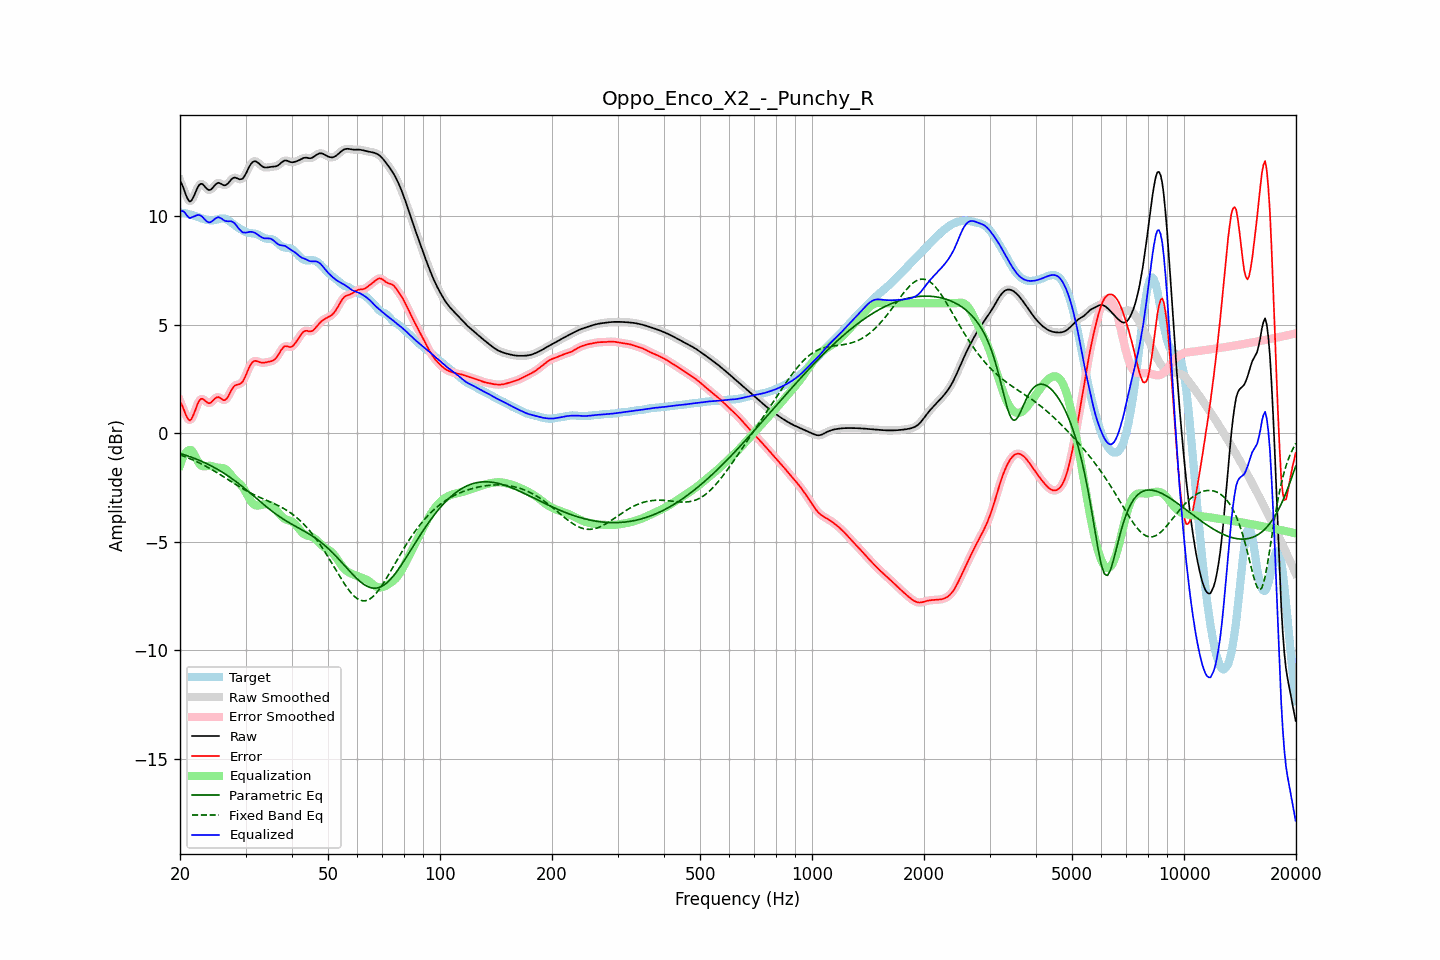 Oppo_Enco_X2_-_Punchy_R
Amplitude (dBr)
10
5
0
−5
−10
−15
Target
Raw Smoothed
Error Smoothed
Raw
Error
Equalization
Parametric Eq
Fixed Band Eq
Equalized
20 50 100 200 500 1000 2000 5000 10000 20000
Frequency (Hz)